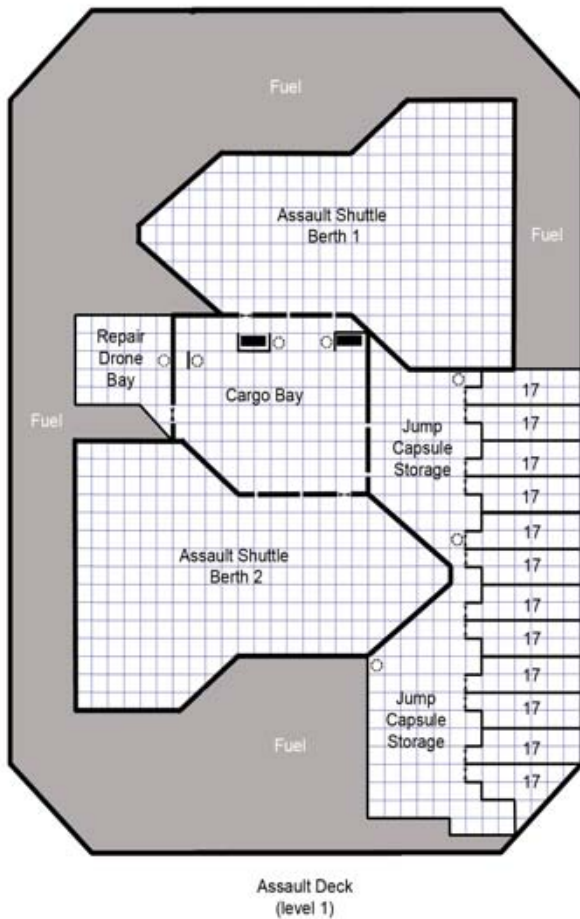 Fuel
Assault Shuttle
Berth 1
Fuel
Repair
Drone
Bay
Cargo Bay
Fuel
Jump
Capsule
Storage
17
17
17
17
17
17
17
17
17
17
17
17
Assault Shuttle
Berth 2
Jump
Capsule
Storage
Fuel
Assault Deck
(level 1)